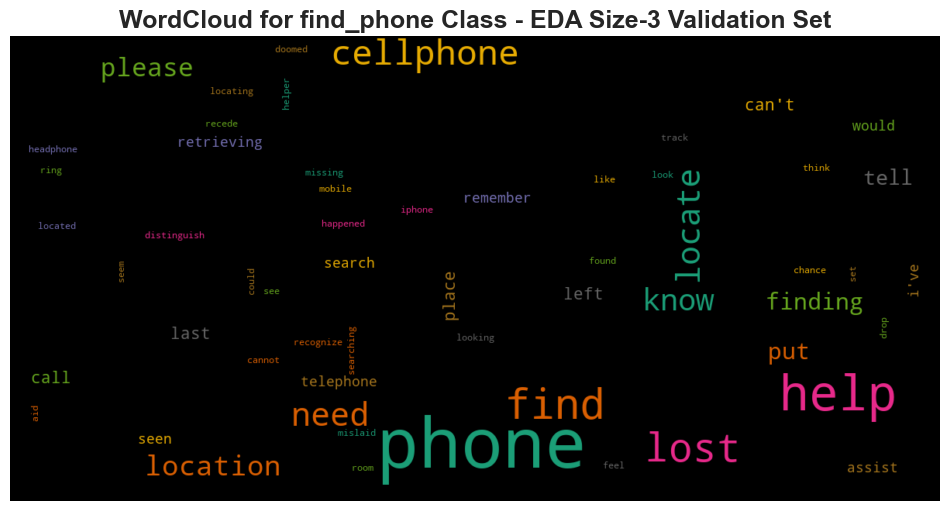 WordCloud for find_phone Class - EDA Size-3 Validation Set
doomed
cellphone
please
locating
helper
can't
recede
would
track
retrieving
headphone
ring
missing
look
think
tell
mobile
like
remember
locate
iphone
located
happened
distinguish
search
found
seem
could
see
chance
set
i've
place
left
know
finding
drop
last
looking
recognize
searching
cannot
put
call
telephone
help
aid
need
find
seen
mislaid
phone
lost
location
room
feel
assist